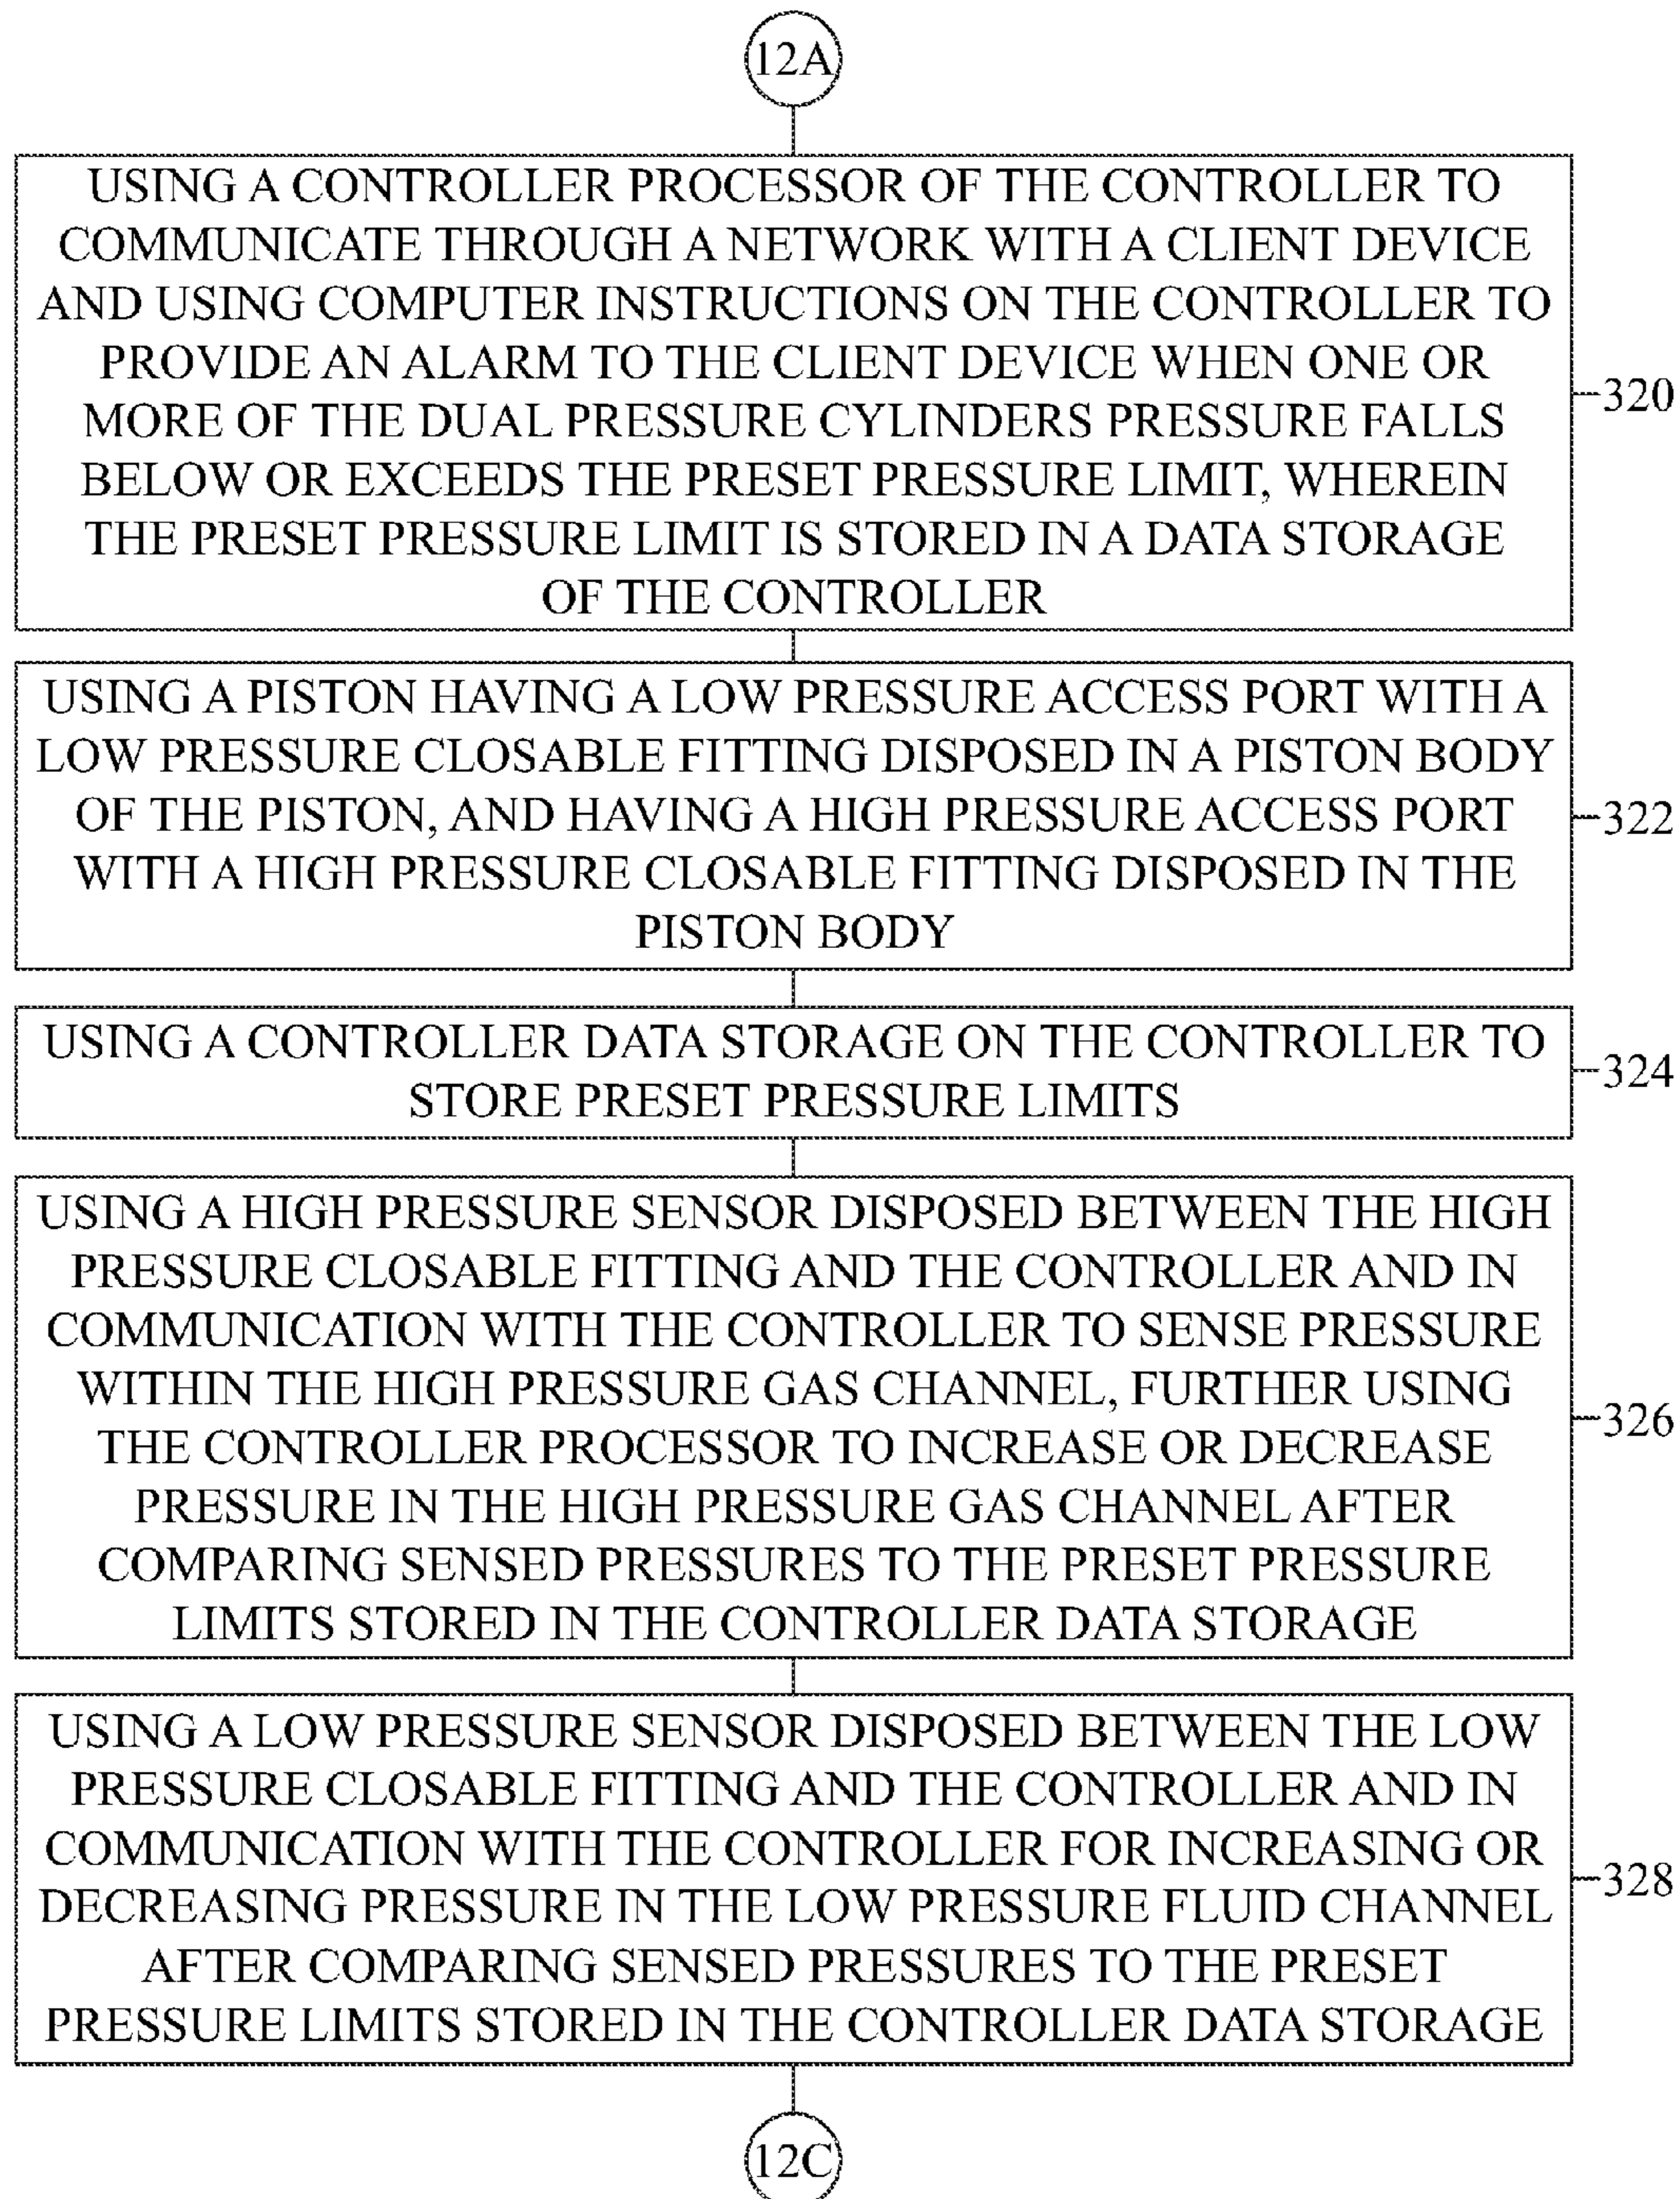 12A
USING A CONTROLLER PROCESSOR OF THE CONTROLLER TO
COMMUNICATE THROUGH A NETWORK WITH A CLIENT DEVICE
AND USING COMPUTER INSTRUCTIONS ON THE CONTROLLER TO
PROVIDE AN ALARM TO THE CLIENT DEVICE WHEN ONE OR
MORE OF THE DUAL PRESSURE CYLINDERS PRESSURE FALLS
BELOW OR EXCEEDS THE PRESET PRESSURE LIMIT, WHEREIN
THE PRESET PRESSURE LIMIT IS STORED IN A DATA STORAGE
OF THE CONTROLLER
320
USING A PISTON HAVING A LOW PRESSURE ACCESS PORT WITH A
LOW PRESSURE CLOSABLE FITTING DISPOSED IN A PISTON BODY
OF THE PISTON, AND HAVING A HIGH PRESSURE ACCESS PORT
WITH A HIGH PRESSURE CLOSABLE FITTING DISPOSED IN THE
PISTON BODY
322
USING A CONTROLLER DATA STORAGE ON THE CONTROLLER TO
STORE PRESET PRESSURE LIMITS
324
USING A HIGH PRESSURE SENSOR DISPOSED BETWEEN THE HIGH
PRESSURE CLOSABLE FITTING AND THE CONTROLLER AND IN
COMMUNICATION WITH THE CONTROLLER TO SENSE PRESSURE
WITHIN THE HIGH PRESSURE GAS CHANNEL, FURTHER USING
THE CONTROLLER PROCESSOR TO INCREASE OR DECREASE
PRESSURE IN THE HIGH PRESSURE GAS CHANNEL AFTER
COMPARING SENSED PRESSURES TO THE PRESET PRESSURE
LIMITS STORED IN THE CONTROLLER DATA STORAGE
326
USING A LOW PRESSURE SENSOR DISPOSED BETWEEN THE LOW
PRESSURE CLOSABLE FITTING AND THE CONTROLLER AND IN
COMMUNICATION WITH THE CONTROLLER FOR INCREASING OR
DECREASING PRESSURE IN THE LOW PRESSURE FLUID CHANNEL
AFTER COMPARING SENSED PRESSURES TO THE PRESET
PRESSURE LIMITS STORED IN THE CONTROLLER DATA STORAGE
328
12C